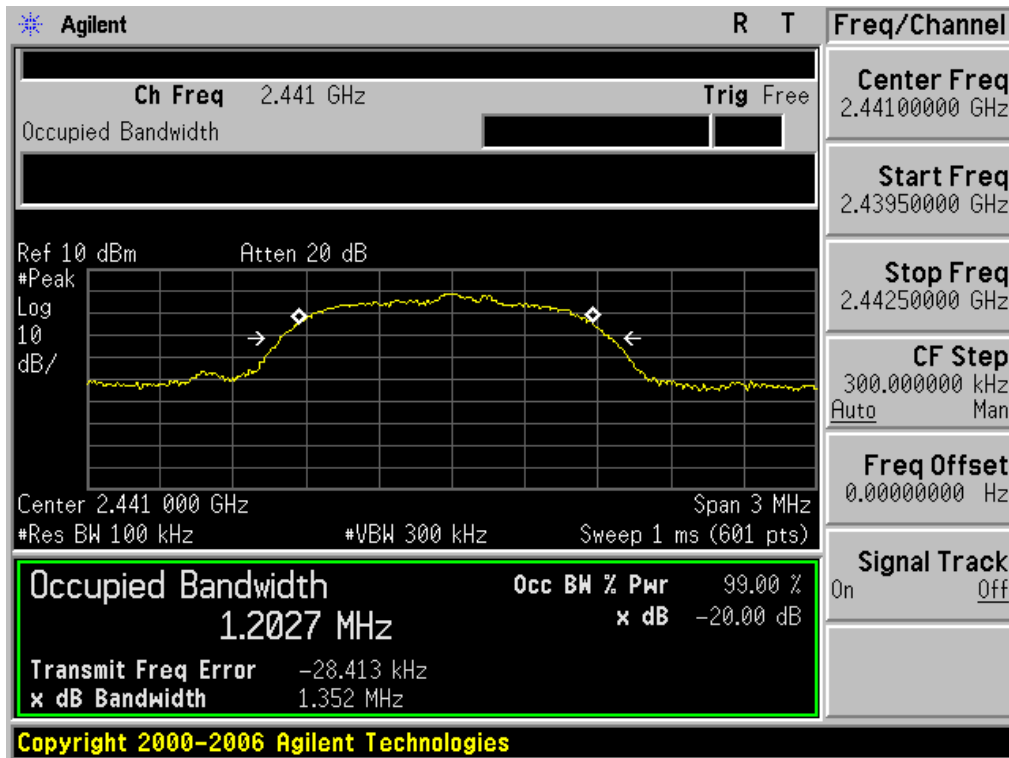 Agilent R T
Ch Freq 2.441 GHz Trig Free
Occupied Bandwidth
Ref 10 dBm Atten 20 dB
#Peak
Log
10
dB/
Center 2.441 000 GHz Span 3 MHz
#Res BW 100 kHz #VBW 300 kHz Sweep 1 ms (601 pts)
Occupied Bandwidth Occ BW % Pwr 99.00 %
1.2027 MHz x dB -20.00 dB
Transmit Freq Error -28.413 kHz
x dB Bandwidth 1.352 MHz
Copyright 2000-2006 Agilent Technologies
Freq/Channel
Center Freq
2.44100000 GHz
Start Freq
2.43950000 GHz
Stop Freq
2.44250000 GHz
CF Step
300.000000 kHz
Auto Man
Freq Offset
0.00000000 Hz
Signal Track
On Off